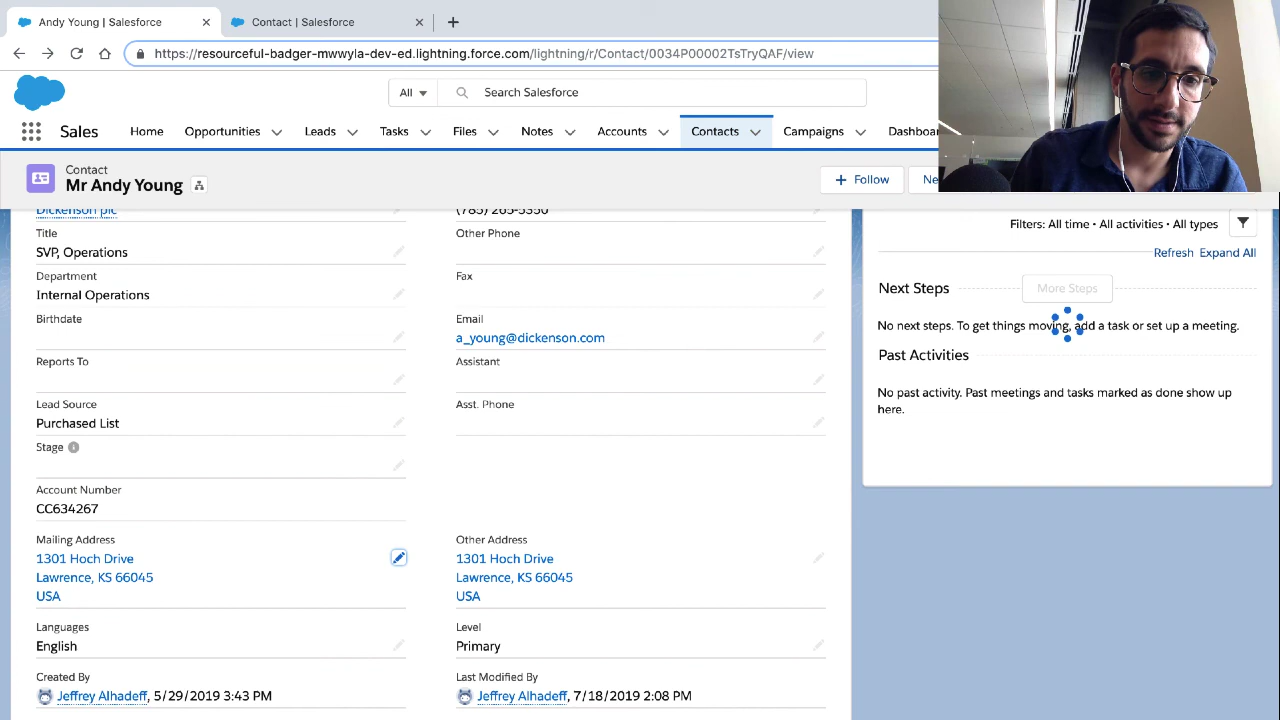 Andy Young | Salesforce
Contact | Salesforce
https://resourceful-badger-mwwyla-dev-ed.lightning.force.com/lightning/r/Contact/0034P00002TsTryQAF/view
All
Search Salesforce
Sales
Home
Opportunities
Leads
Tasks
Files
Notes
Accounts
Contacts
Campaigns
Dashboa
Contact
Mr Andy Young
+ Follow
Ne
Dickenson plc
(785) 265-5350
Title
SVP, Operations
Other Phone
Department
Internal Operations
Fax
Birthdate
Email
a_young@dickenson.com
Reports To
Assistant
Lead Source
Purchased List
Asst. Phone
Stage
Account Number
CC634267
Mailing Address
1301 Hoch Drive
Lawrence, KS 66045
USA
Other Address
1301 Hoch Drive
Lawrence, KS 66045
USA
Languages
English
Level
Primary
Created By
Jeffrey Alhadeff, 5/29/2019 3:43 PM
Last Modified By
Jeffrey Alhadeff, 7/18/2019 2:08 PM
Filters: All time • All activities • All types
Refresh Expand All
Next Steps
More Steps
No next steps. To get things moving, add a task or set up a meeting.
Past Activities
No past activity. Past meetings and tasks marked as done show up
here.